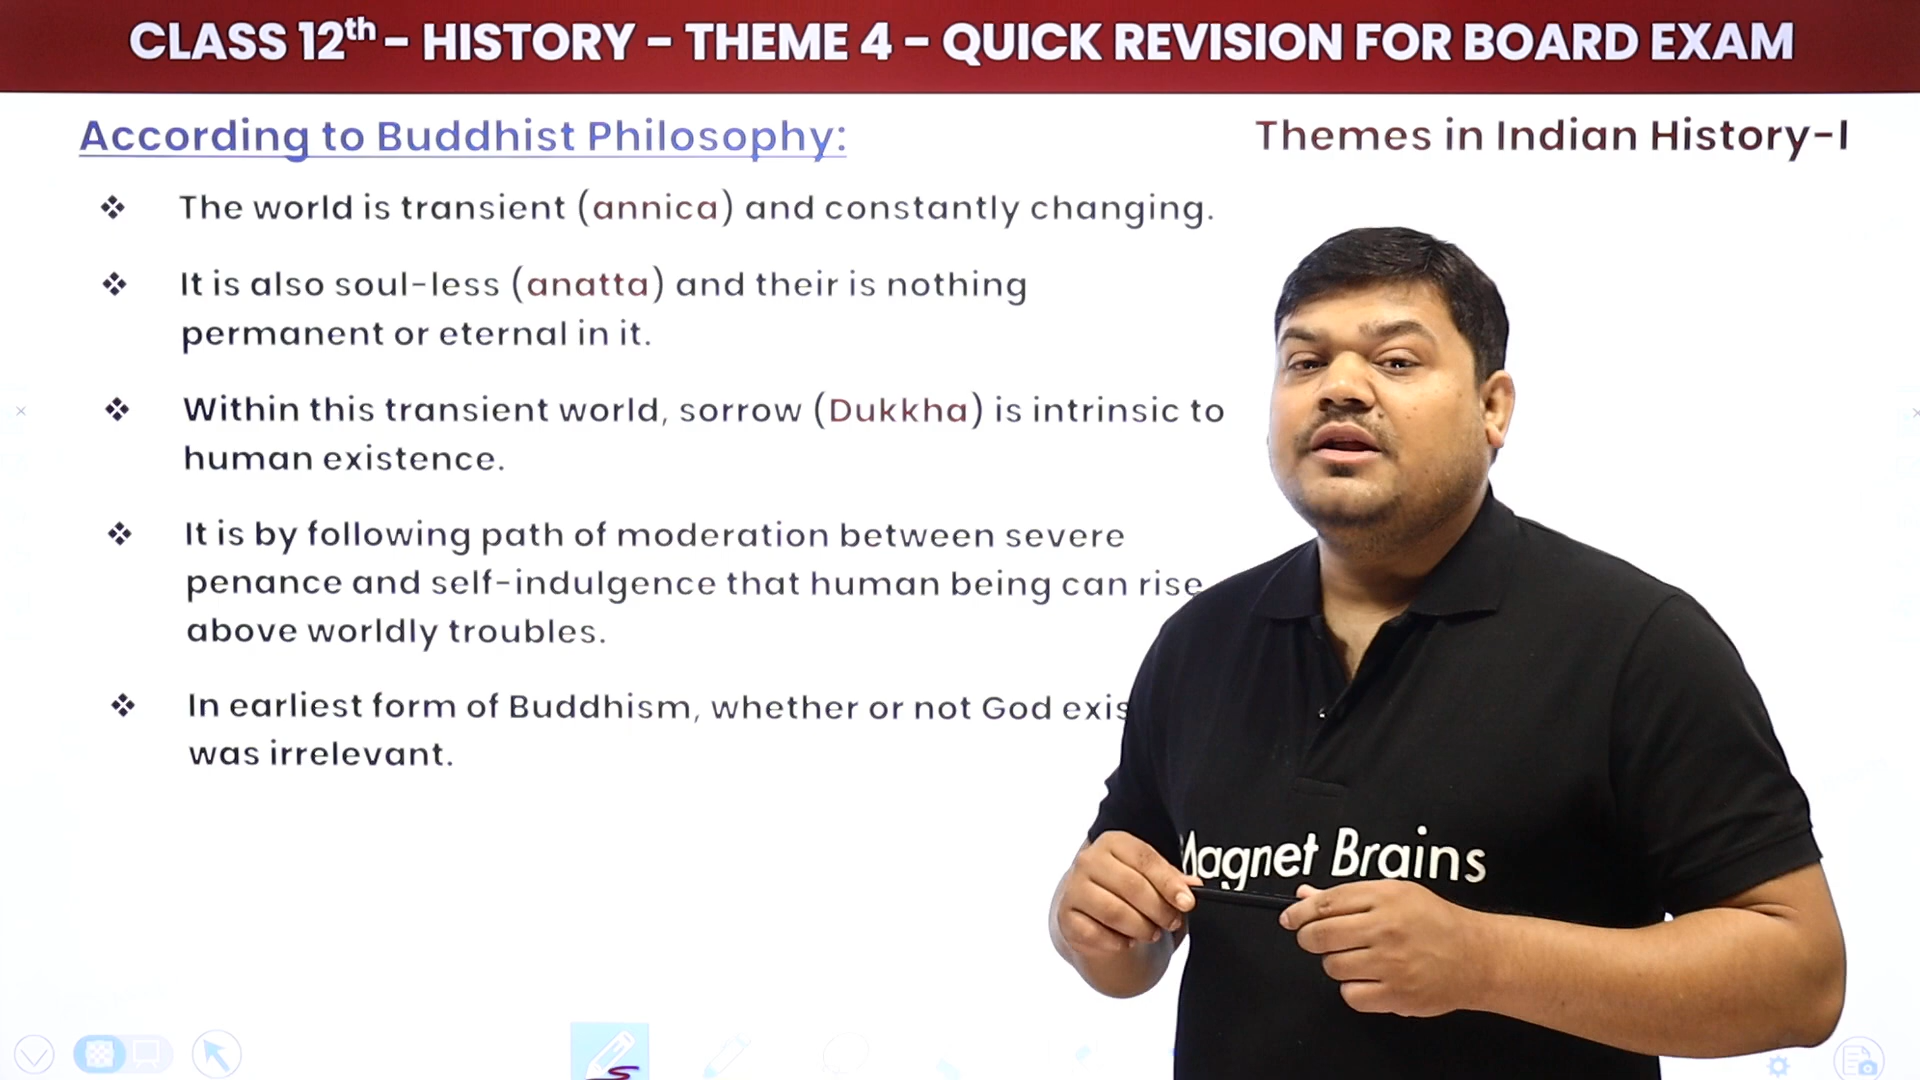 CLASS 12th - HISTORY - THEME 4 - QUICK REVISION FOR BOARD EXAM
According to Buddhist Philosophy:
Themes in Indian History-I
❖ The world is transient (annica) and constantly changing.
❖ It is also soul-less (anatta) and their is nothing
permanent or eternal in it.
❖ Within this transient world, sorrow (Dukkha) is intrinsic to
human existence.
❖ It is by following path of moderation between severe
penance and self-indulgence that human being can rise
above worldly troubles.
❖ In earliest form of Buddhism, whether or not God
was irrelevant.
Magnet Brains